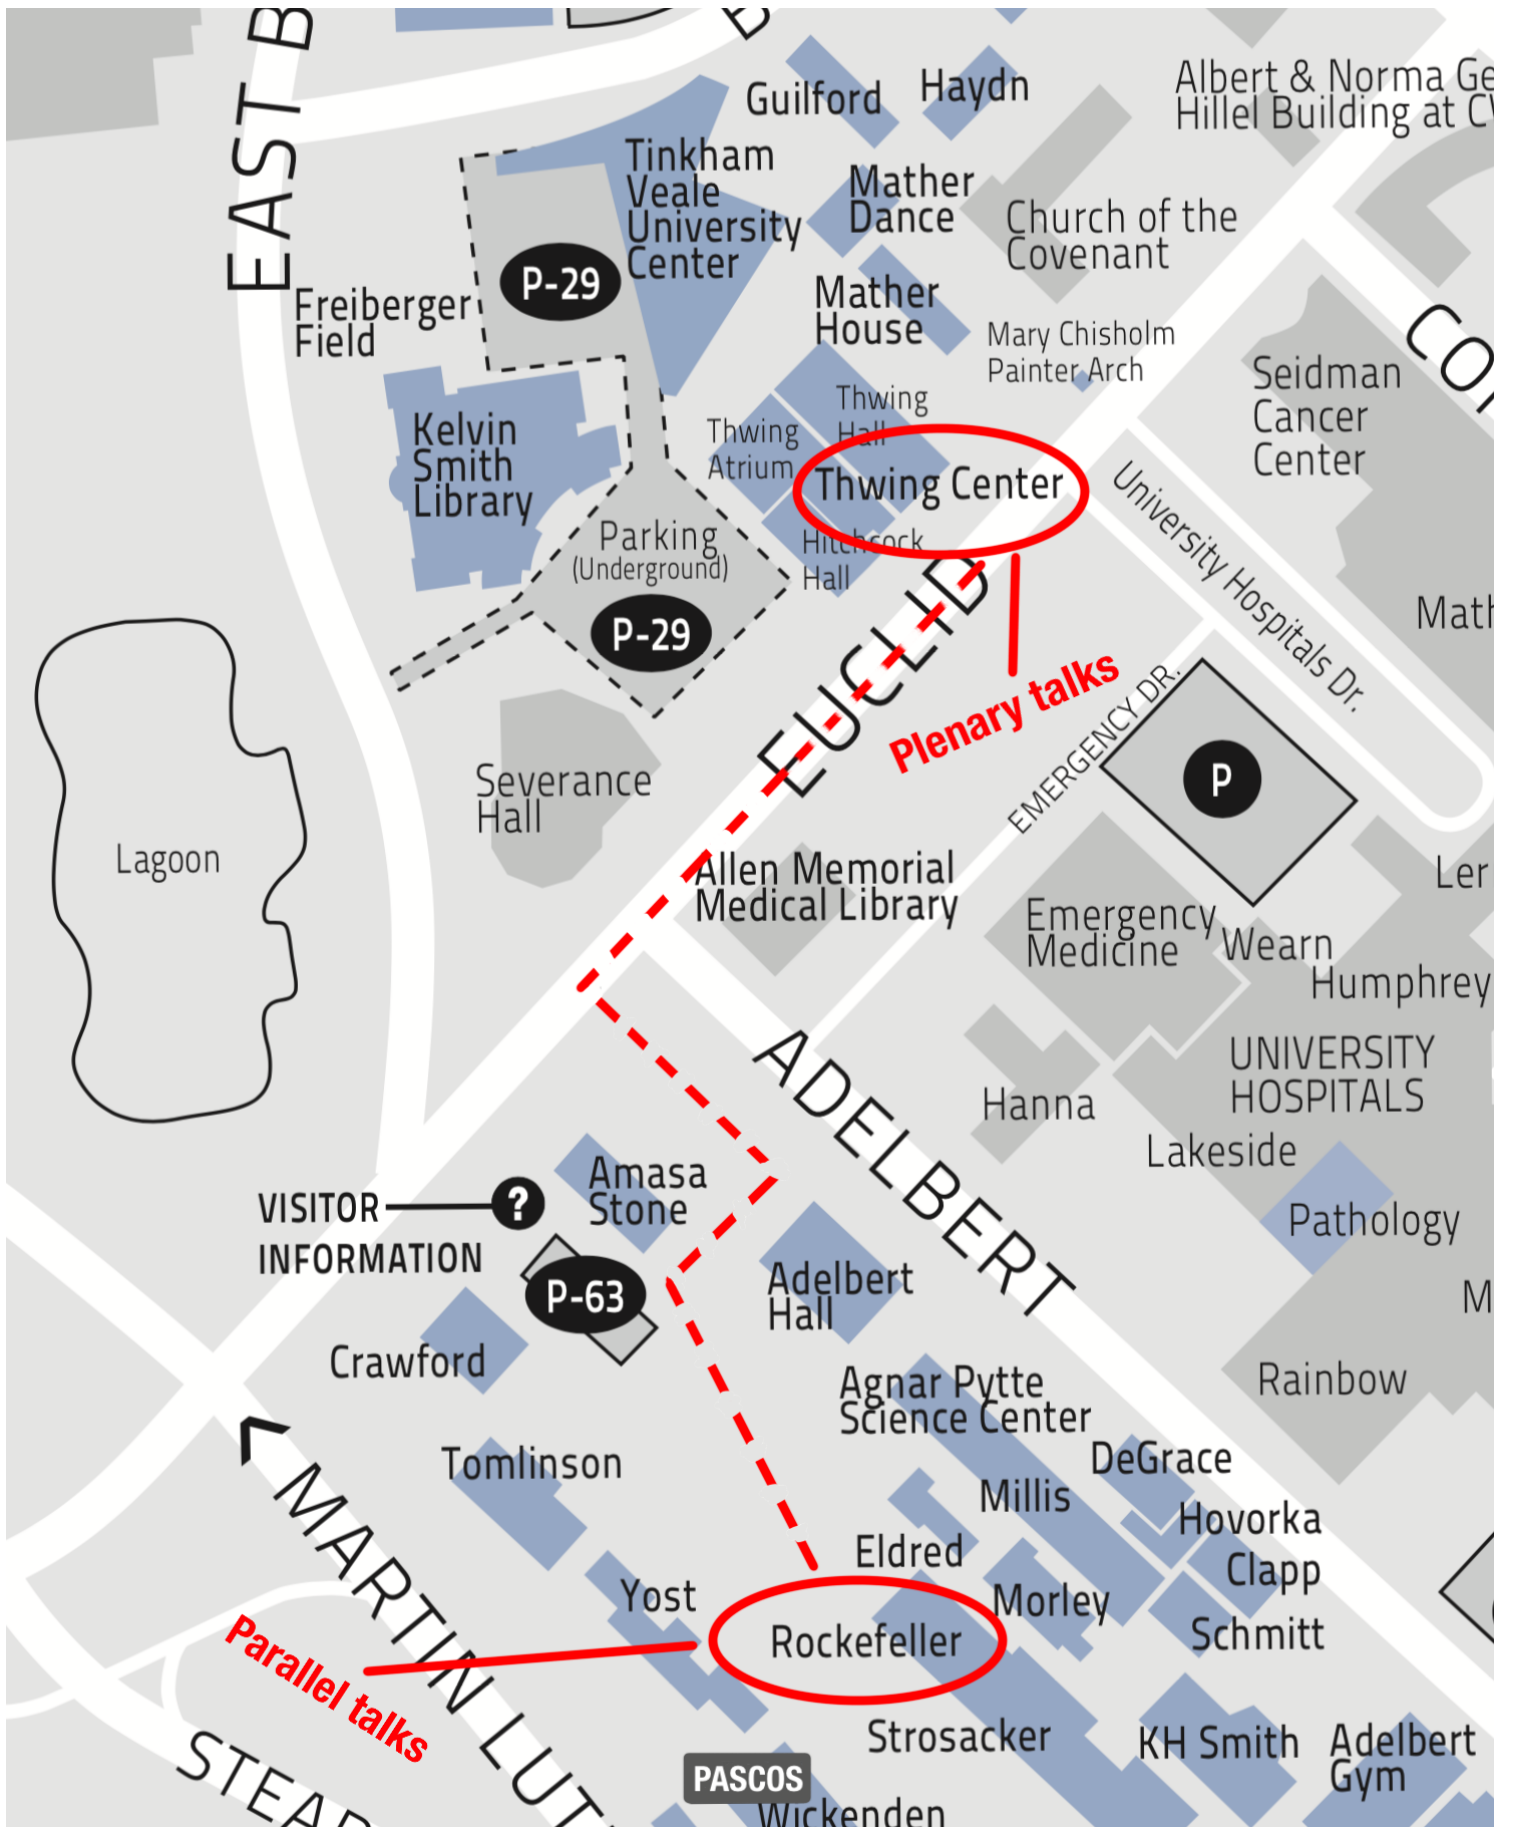 EAST B
Guilford
Haydn
Albert & Norma Ge
Hillel Building at C
Tinkham
Veale
University
Center
Mather
Dance
Church of the
Covenant
P-29
Freiberger
Field
Mather
House
Mary Chisholm
Painter Arch
COR
Seidman
Cancer
Center
Thwing
Hall
Thwing
Atrium
Kelvin
Smith
Library
Thwing Center
University Hospitals Dr.
Parking
(Underground)
Hitchcock
Hall
P-29
EUCLID
Math
Plenary talks
EMERGENCY DR.
P
Severance
Hall
Lagoon
Allen Memorial
Medical Library
Ler
Emergency
Medicine
Wearn
Humphrey
ADELBERT
UNIVERSITY
HOSPITALS
Hanna
Lakeside
Amasa
Stone
VISITOR
INFORMATION
?
Pathology
P-63
Adelbert
Hall
M
Crawford
Rainbow
Agnar Pytte
Science Center
Tomlinson
DeGrace
Millis
Hovorka
Eldred
Clapp
Yost
Morley
Rockefeller
Schmitt
MARTIN LUT
Parallel talks
Strosacker
KH Smith
Adelbert
Gym
STEAR
PASCOS
Wickenden